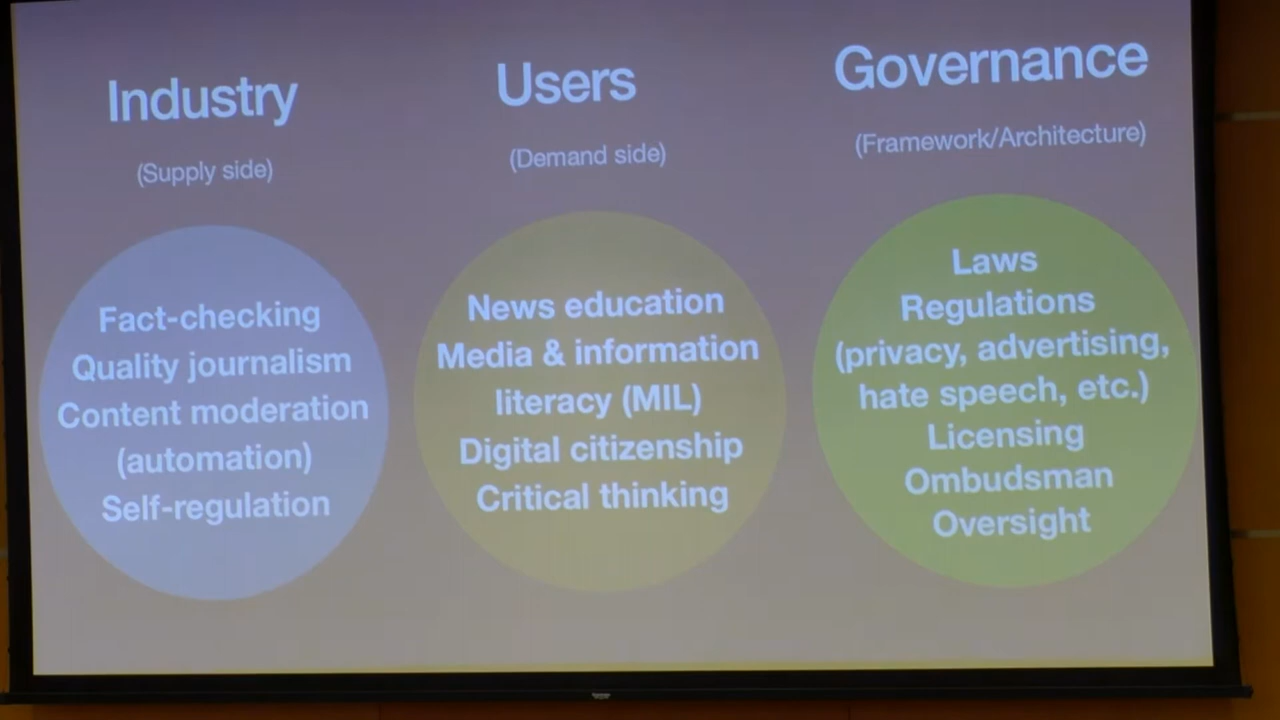 Industry
(Supply side)
Fact-checking
Quality journalism
Content moderation
(automation)
Self-regulation
Users
(Demand side)
News education
Media & information
literacy (MIL)
Digital citizenship
Critical thinking
Governance
(Framework/Architecture)
Laws
Regulations
(privacy, advertising,
hate speech, etc.)
Licensing
Ombudsman
Oversight